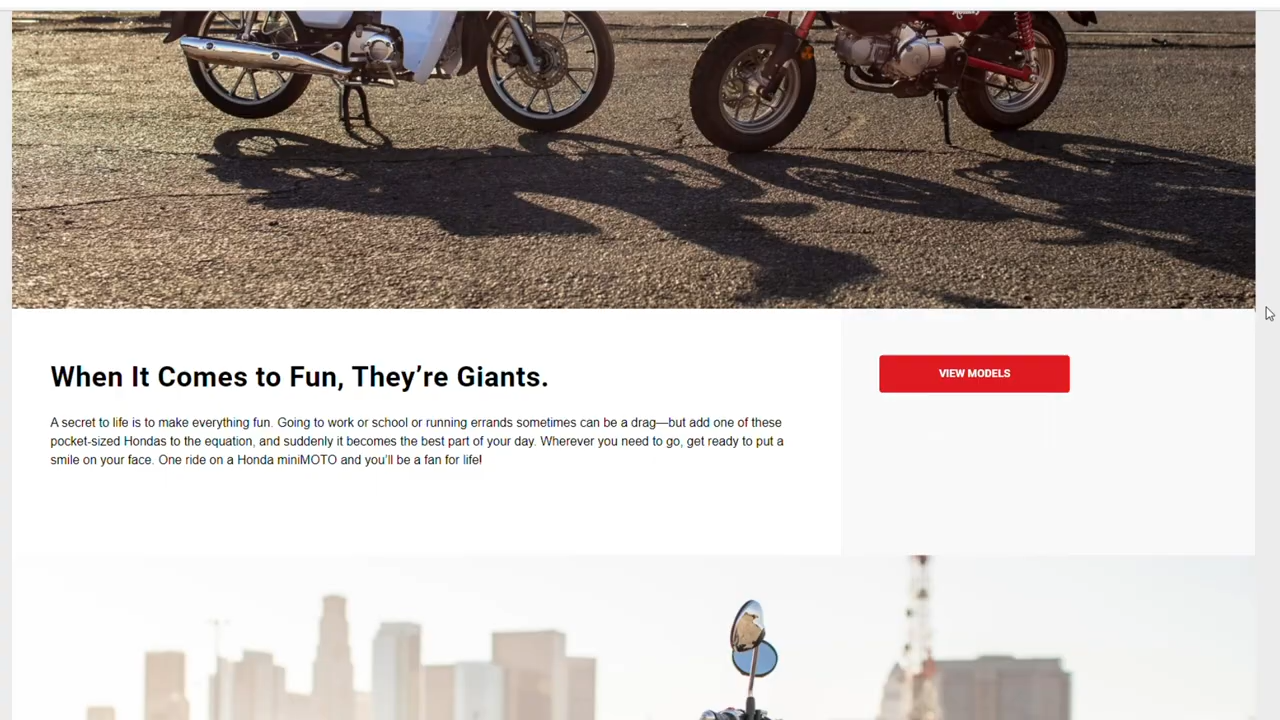 When It Comes to Fun, They’re Giants.
VIEW MODELS
A secret to life is to make everything fun. Going to work or school or running errands sometimes can be a drag—but add one of these
pocket-sized Hondas to the equation, and suddenly it becomes the best part of your day. Wherever you need to go, get ready to put a
smile on your face. One ride on a Honda miniMOTO and you’ll be a fan for life!